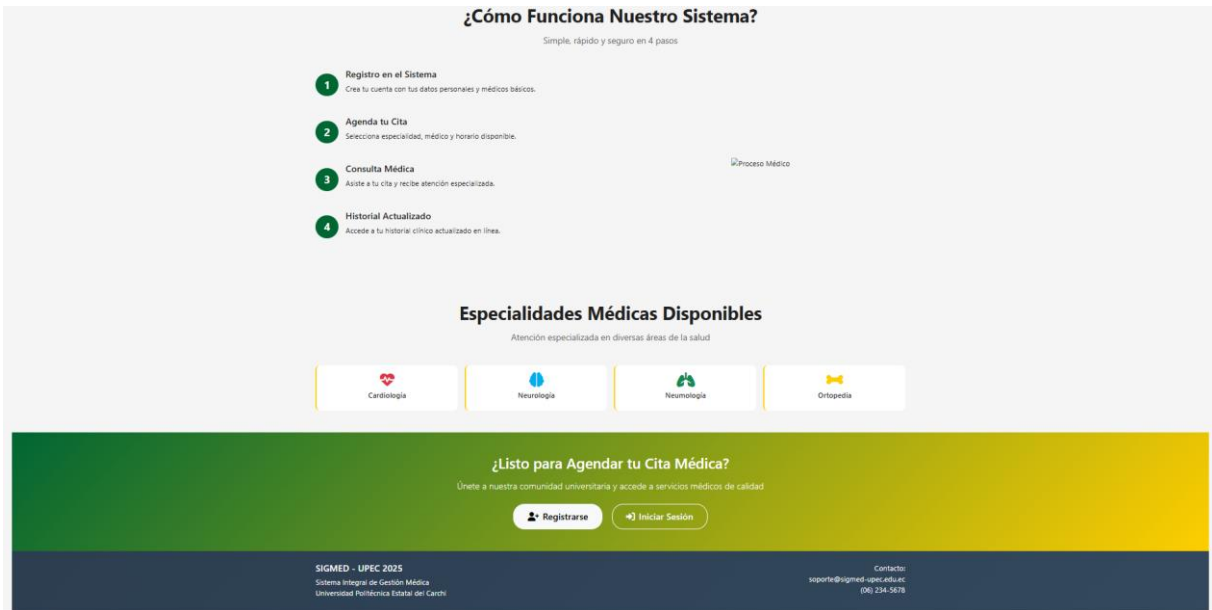 ¿Cómo Funciona Nuestro Sistema?
Simple, rápido y seguro en 4 pasos
1
Registro en el Sistema
Crea tu cuenta con tus datos personales y médicos básicos.
2
Agenda tu Cita
Selecciona especialidad, médico y horario disponible.
3
Consulta Médica
Asiste a tu cita y recibe atención especializada.
4
Historial Actualizado
Accede a tu historial clínico actualizado en línea.
Proceso Médico
Especialidades Médicas Disponibles
Atención especializada en diversas áreas de la salud
Cardiología
Neurología
Neumología
Ortopedia
¿Listo para Agendar tu Cita Médica?
Únete a nuestra comunidad universitaria y accede a servicios médicos de calidad
Registrarse
Iniciar Sesión
SIGMED - UPEC 2025
Sistema Integral de Gestión Médica
Universidad Politécnica Estatal del Carchi
Contacto:
soporte@sigmed-upec.edu.ec
(06) 234-5678